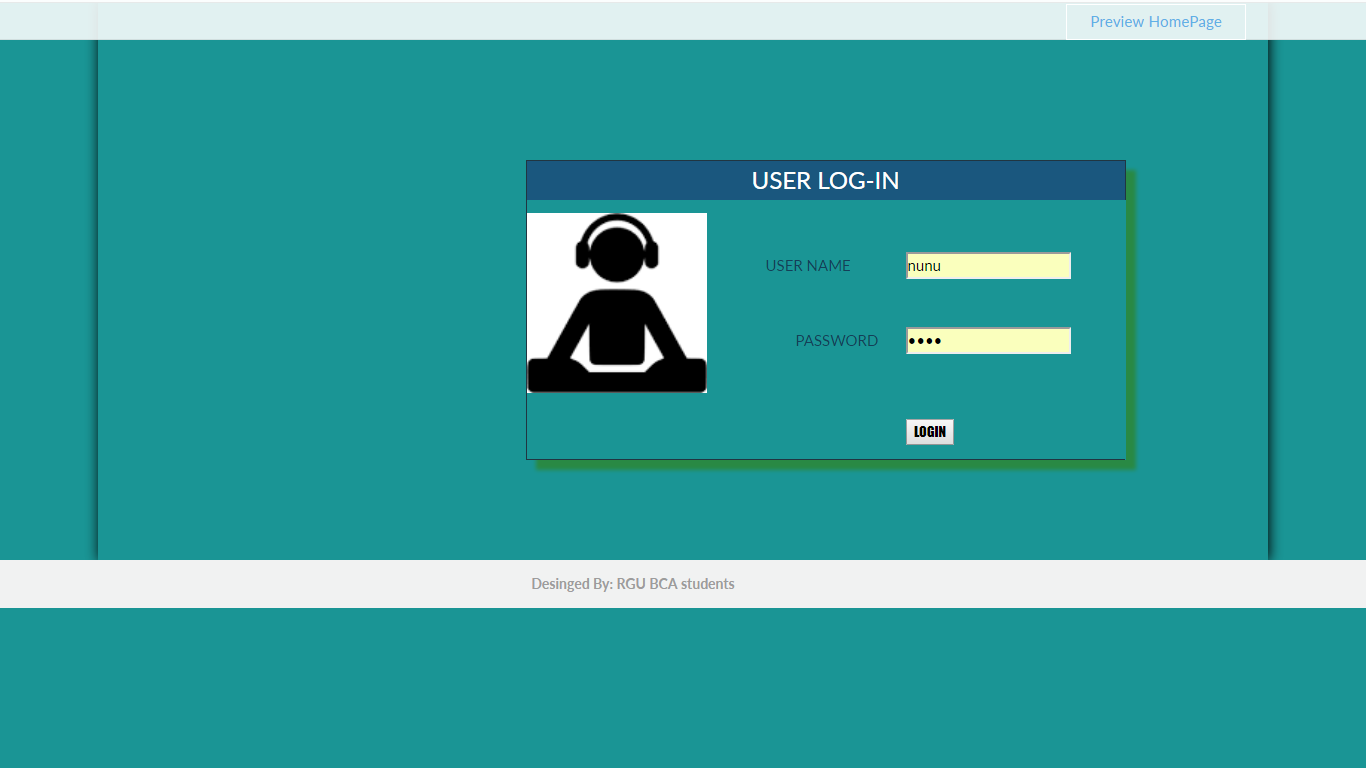 Preview HomePage
USER LOG-IN
USER NAME
nunu
PASSWORD
••••
LOGIN
Desinged By: RGU BCA students